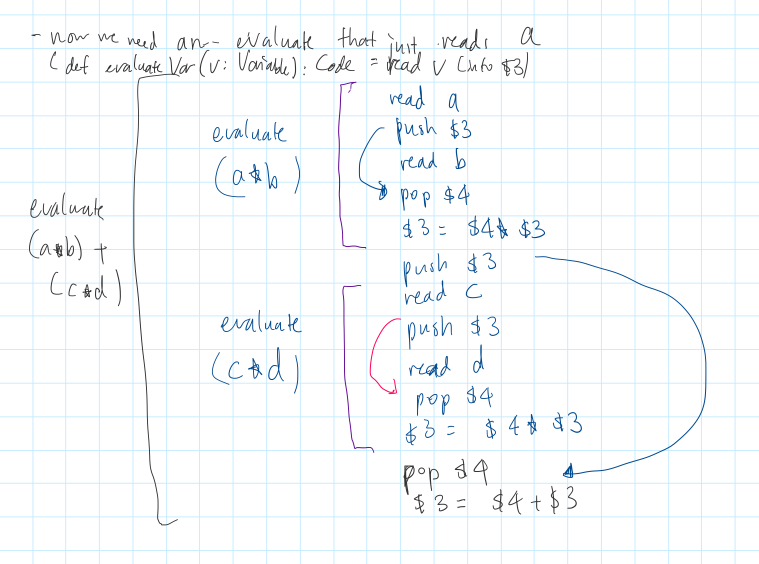 - now we need an - evaluate that just reads a
( def evaluateVar(v: Variable): Code = read v (into $3)
read a
evaluate
push $3
(a*b)
read b
pop $4
$3 = $4 * $3
evaluate
(a*b) +
(c*d)
push $3
read c
evaluate
push $3
(c*d)
read d
pop $4
$3 = $4 * $3
pop $4
$3 = $4 + $3